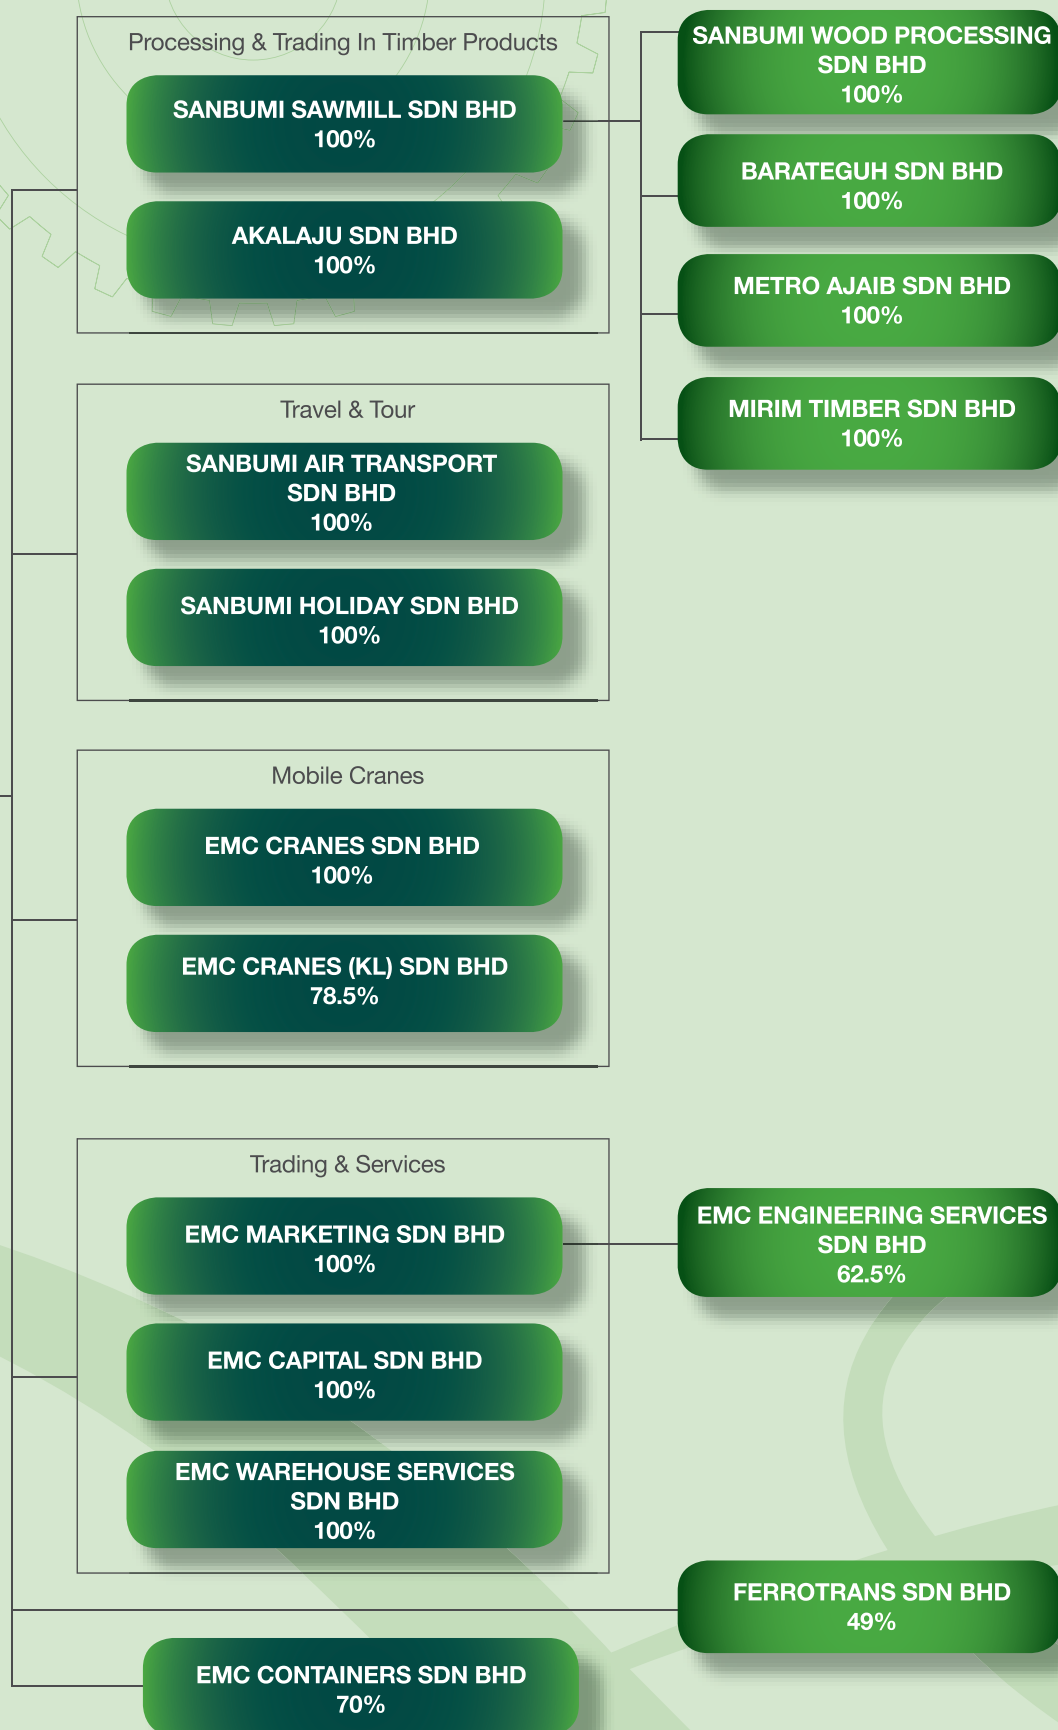 Processing & Trading In Timber Products
SANBUMI SAWMILL SDN BHD
100%
AKALAJU SDN BHD
100%
SANBUMI WOOD PROCESSING
SDN BHD
100%
BARATEGUH SDN BHD
100%
METRO AJAIB SDN BHD
100%
MIRIM TIMBER SDN BHD
100%
Travel & Tour
SANBUMI AIR TRANSPORT
SDN BHD
100%
SANBUMI HOLIDAY SDN BHD
100%
Mobile Cranes
EMC CRANES SDN BHD
100%
EMC CRANES (KL) SDN BHD
78.5%
Trading & Services
EMC MARKETING SDN BHD
100%
EMC ENGINEERING SERVICES
SDN BHD
62.5%
EMC CAPITAL SDN BHD
100%
EMC WAREHOUSE SERVICES
SDN BHD
100%
FERROTRANS SDN BHD
49%
EMC CONTAINERS SDN BHD
70%